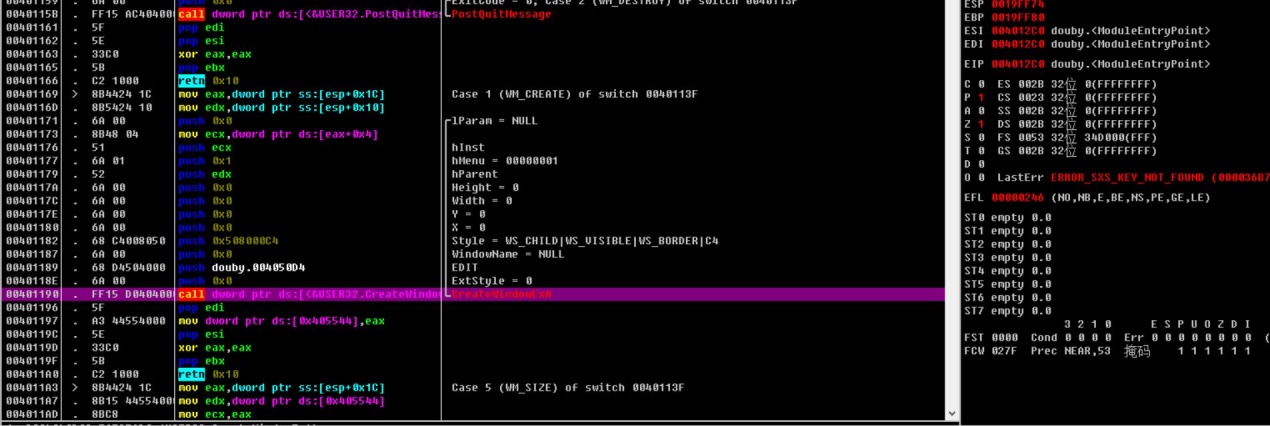 00401159 . 6A 00 push 0x0 ExitCode = 0, Case 2 (WM_DESTROY) of switch 0040113F
0040115B . FF15 AC404000 call dword ptr ds:[<&USER32.PostQuitMess PostQuitMessage
00401161 . 5F pop edi
00401162 . 5E pop esi
00401163 . 33C0 xor eax,eax
00401165 . 5B pop ebx
00401166 . C2 1000 retn 0x10
00401169 > 8B4424 1C mov eax,dword ptr ss:[esp+0x1C] Case 1 (WM_CREATE) of switch 0040113F
0040116D . 8B5424 10 mov edx,dword ptr ss:[esp+0x10]
00401171 . 6A 00 push 0x0 lParam = NULL
00401173 . 8B48 04 mov ecx,dword ptr ds:[eax+0x4]
00401176 . 51 push ecx hInst
00401177 . 6A 01 push 0x1 hMenu = 00000001
00401179 . 52 push edx hParent
0040117A . 6A 00 push 0x0 Height = 0
0040117C . 6A 00 push 0x0 Width = 0
0040117E . 6A 00 push 0x0 Y = 0
00401180 . 6A 00 push 0x0 X = 0
00401182 . 68 C4008050 push 0x508000C4 Style = WS_CHILD|WS_VISIBLE|WS_BORDER|C4
00401187 . 6A 00 push 0x0 WindowName = NULL
00401189 . 68 D4504000 push douby.004050D4 EDIT
0040118E . 6A 00 push 0x0 ExtStyle = 0
00401190 . FF15 D0404000 call dword ptr ds:[<&USER32.CreateWindow CreateWindowExA
00401196 . 5F pop edi
00401197 . A3 44554000 mov dword ptr ds:[0x405544],eax
0040119C . 5E pop esi
0040119D . 33C0 xor eax,eax
0040119F . 5B pop ebx
004011A0 . C2 1000 retn 0x10
004011A3 > 8B4424 1C mov eax,dword ptr ss:[esp+0x1C] Case 5 (WM_SIZE) of switch 0040113F
004011A7 . 8B15 44554000 mov edx,dword ptr ds:[0x405544]
004011AD . 8BC8 mov ecx,eax
ESP 0019FF74
EBP 0019FF80
ESI 004012C0 douby.<ModuleEntryPoint>
EDI 004012C0 douby.<ModuleEntryPoint>
EIP 004012C0 douby.<ModuleEntryPoint>
C 0 ES 002B 32位 0(FFFFFFFF)
P 1 CS 0023 32位 0(FFFFFFFF)
A 0 SS 002B 32位 0(FFFFFFFF)
Z 1 DS 002B 32位 0(FFFFFFFF)
S 0 FS 0053 32位 34D000(FFF)
T 0 GS 002B 32位 0(FFFFFFFF)
D 0
O 0 LastErr ERROR_SXS_KEY_NOT_FOUND (000036B7
EFL 00000246 (NO,NB,E,BE,NS,PE,GE,LE)
ST0 empty 0.0
ST1 empty 0.0
ST2 empty 0.0
ST3 empty 0.0
ST4 empty 0.0
ST5 empty 0.0
ST6 empty 0.0
ST7 empty 0.0
3 2 1 0 E S P U O Z D I
FST 0000 Cond 0 0 0 0 Err 0 0 0 0 0 0 0 0 (
FCW 027F Prec NEAR,53 掩码 1 1 1 1 1 1